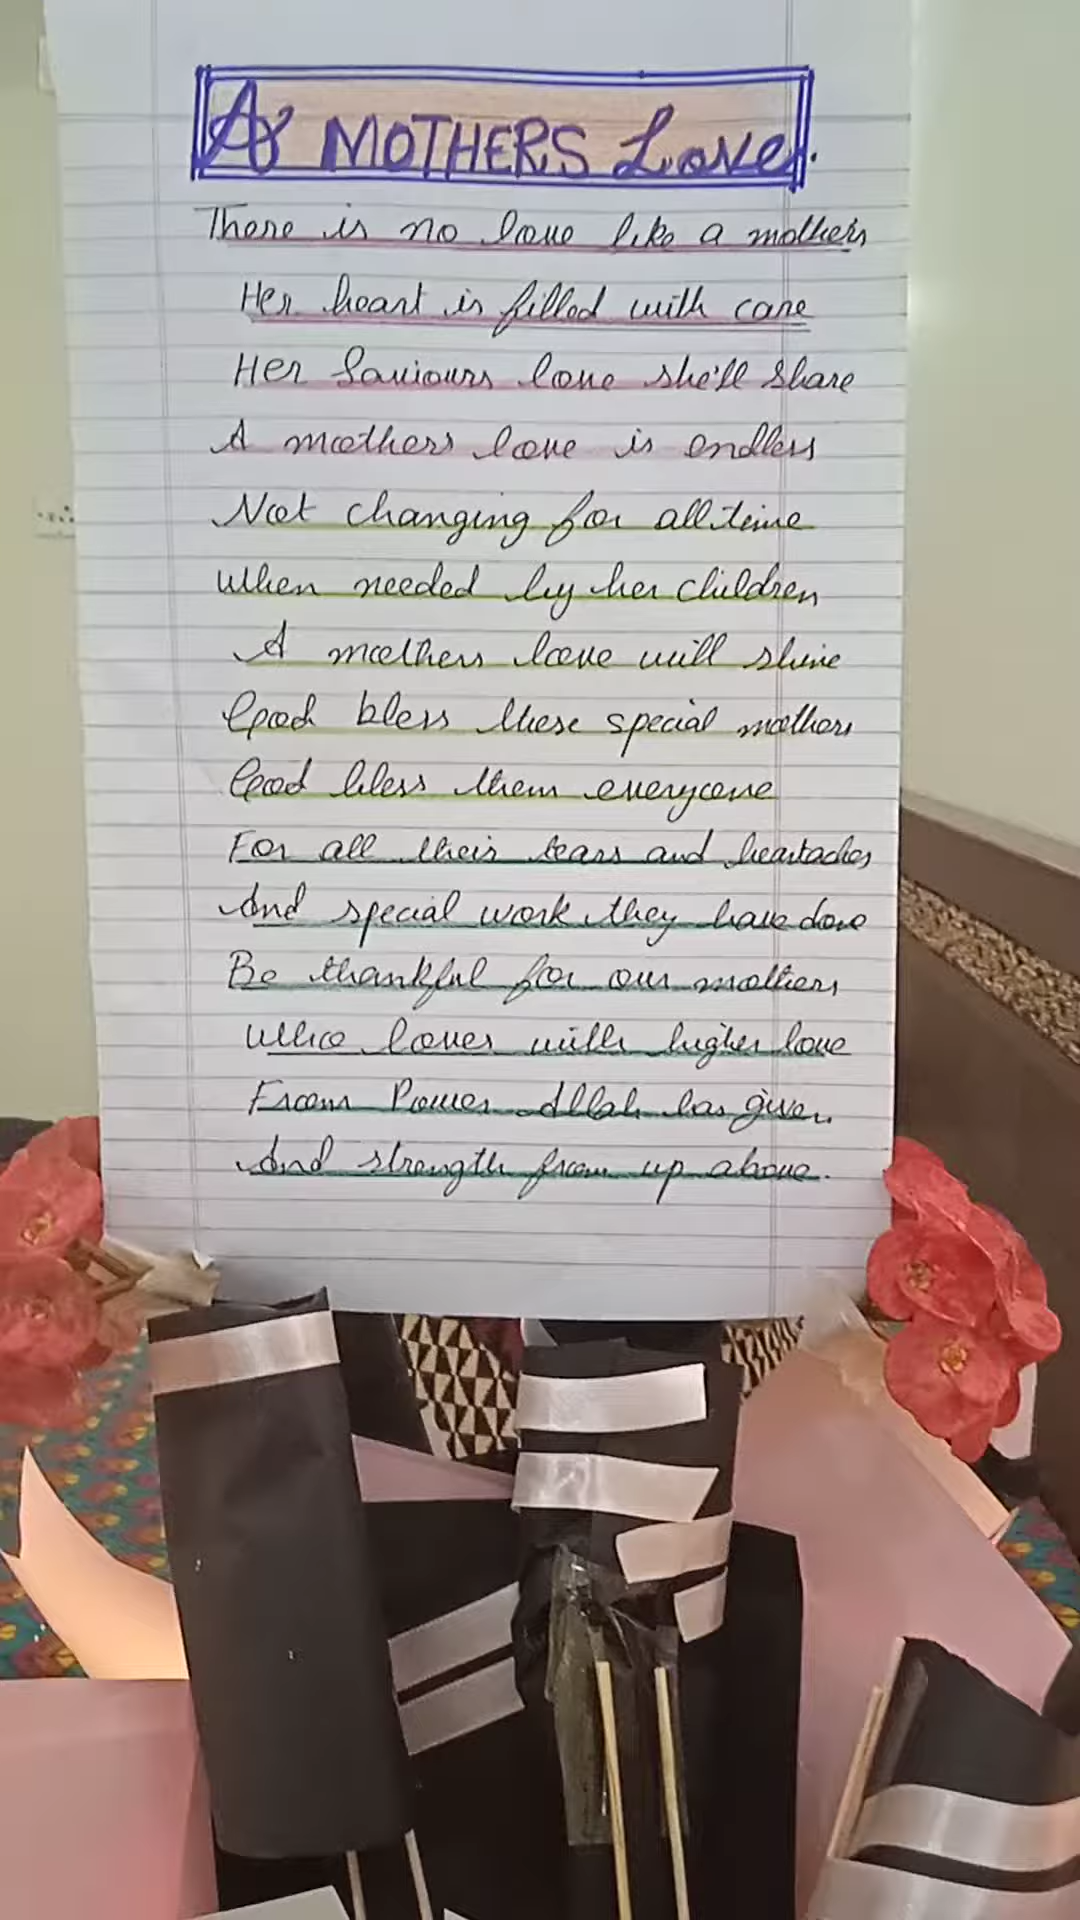 A MOTHERS Love.
There is no love like a mothers
Her heart is filled with care
Her Saviours love she'll share
A mothers love is endless
Not changing for all time
When needed by her children
A mothers love will shine
God bless these special mothers
God bless them everyone
For all their tears and heartaches
And special work they have done
Be thankful for our mothers
Who loves with higher love
From Power Allah has given
And strength from up above.